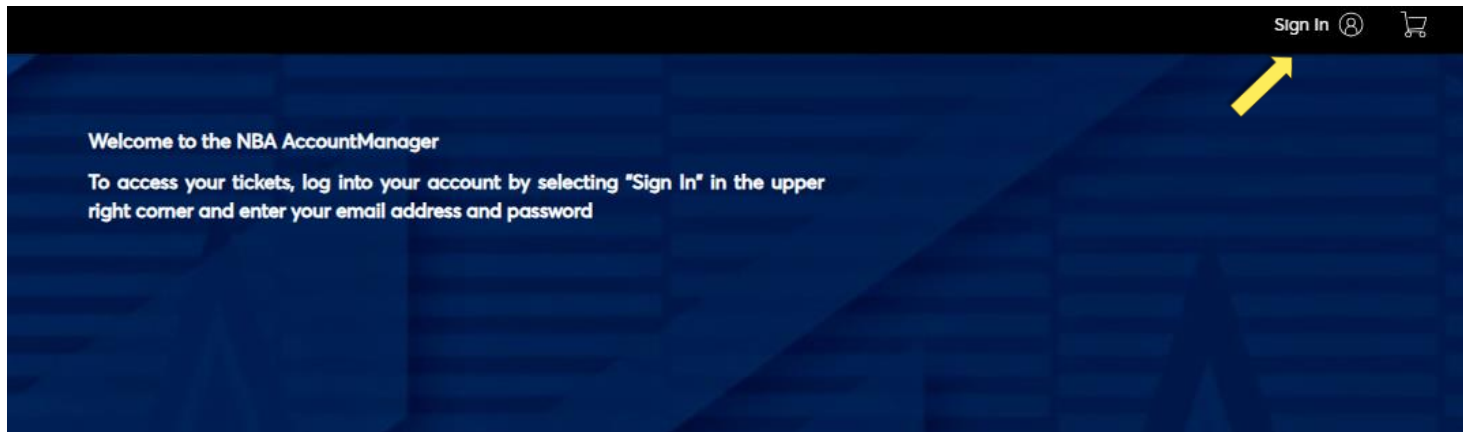 Sign In
Welcome to the NBA AccountManager
To access your tickets, log into your account by selecting "Sign In" in the upper
right corner and enter your email address and password